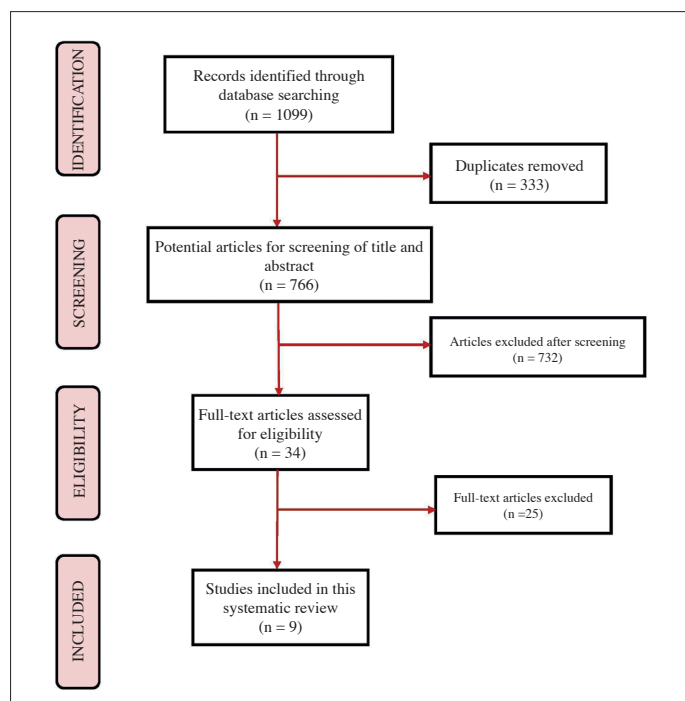 IDENTIFICATION
Records identified through
database searching
(n = 1099)
Duplicates removed
(n = 333)
SCREENING
Potential articles for screening of title and
abstract
(n = 766)
Articles excluded after screening
(n = 732)
ELIGIBILITY
Full-text articles assessed
for eligibility
(n = 34)
Full-text articles excluded
(n =25)
INCLUDED
Studies included in this
systematic review
(n = 9)